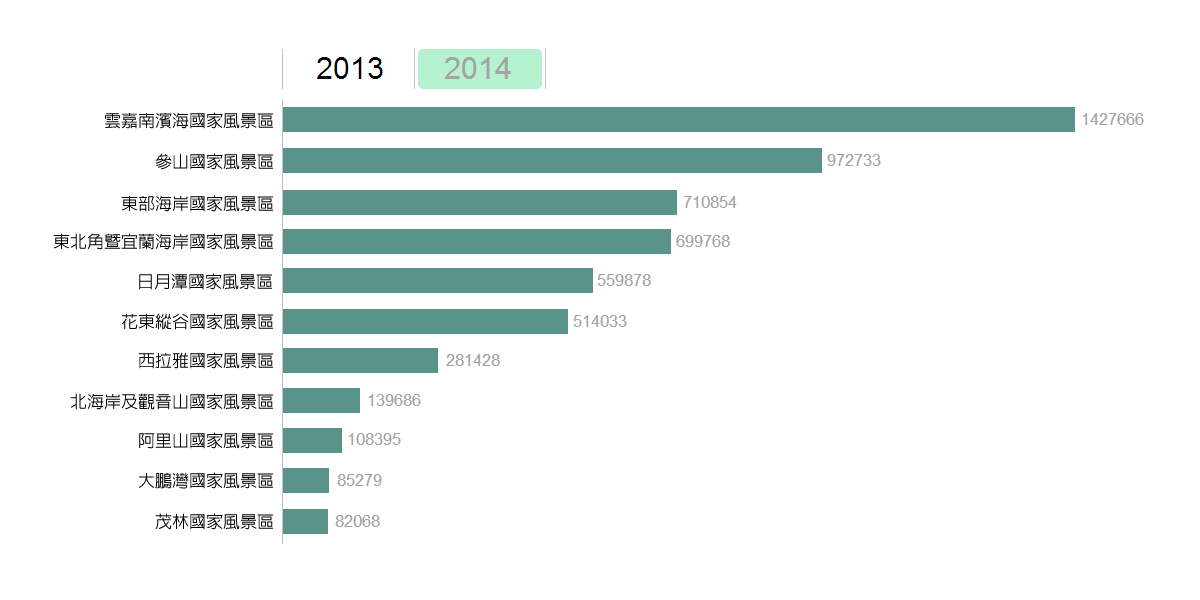 2013 2014
雲嘉南濱海國家風景區 1427666
參山國家風景區 972733
東部海岸國家風景區 710854
東北角暨宜蘭海岸國家風景區 699768
日月潭國家風景區 559878
花東縱谷國家風景區 514033
西拉雅國家風景區 281428
北海岸及觀音山國家風景區 139686
阿里山國家風景區 108395
大鵬灣國家風景區 85279
茂林國家風景區 82068